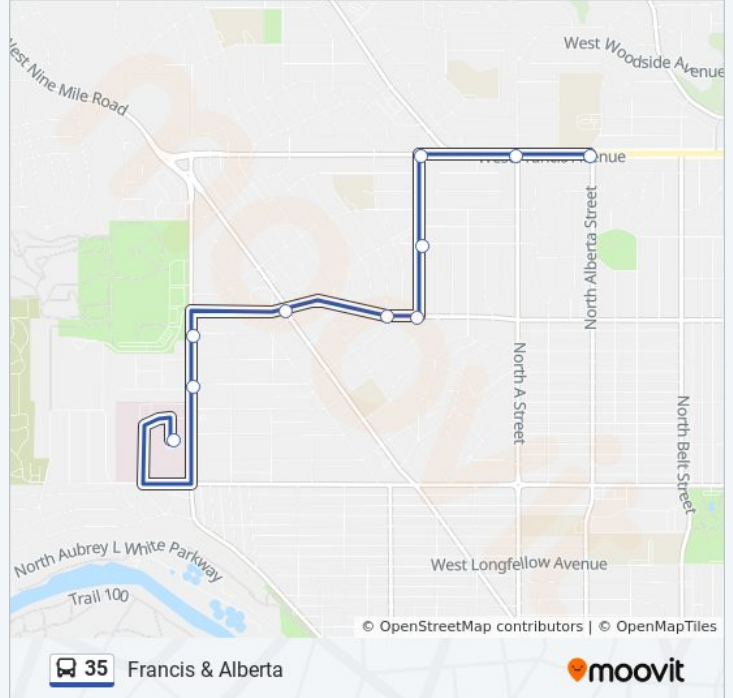 West Woodside Avenue
West Nine Mile Road
West Francis Avenue
North Alberta Street
North A Street
North Belt Street
North Aubrey L White Parkway
West Longfellow Avenue
Trail 100
© OpenStreetMap contributors | © OpenMapTiles
35 Francis & Alberta
moovit
moovit